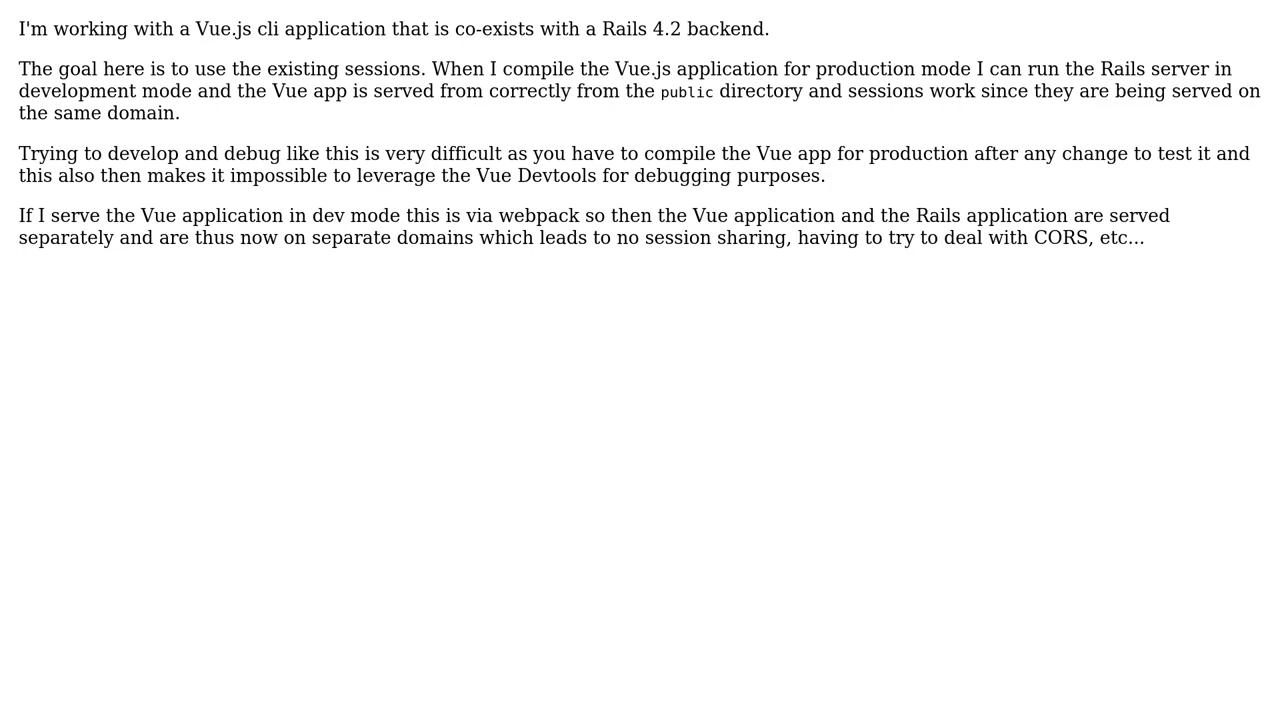 I'm working with a Vue.js cli application that is co-exists with a Rails 4.2 backend.
The goal here is to use the existing sessions. When I compile the Vue.js application for production mode I can run the Rails server in
development mode and the Vue app is served from correctly from the public directory and sessions work since they are being served on
the same domain.
Trying to develop and debug like this is very difficult as you have to compile the Vue app for production after any change to test it and
this also then makes it impossible to leverage the Vue Devtools for debugging purposes.
If I serve the Vue application in dev mode this is via webpack so then the Vue application and the Rails application are served
separately and are thus now on separate domains which leads to no session sharing, having to try to deal with CORS, etc...